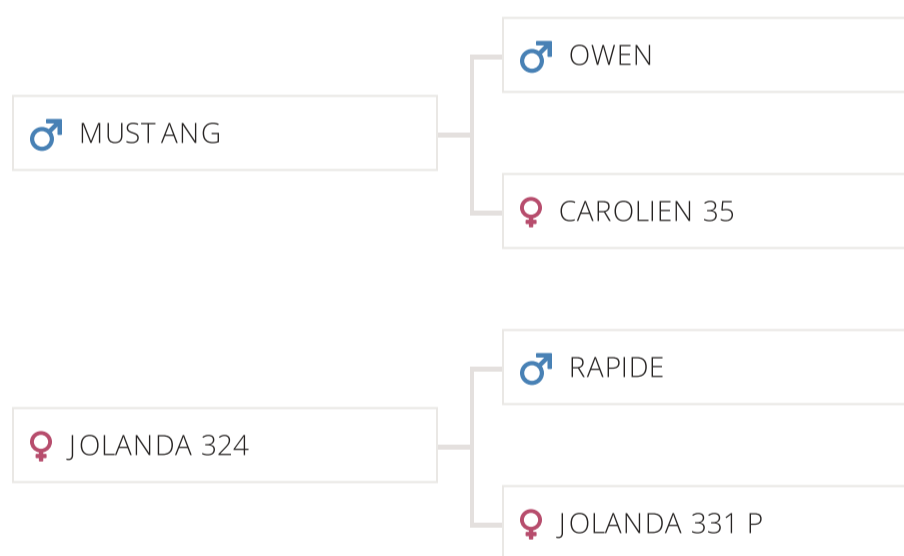 OWEN
MUSTANG
CAROLIEN 35
RAPIDE
JOLANDA 324
JOLANDA 331 P